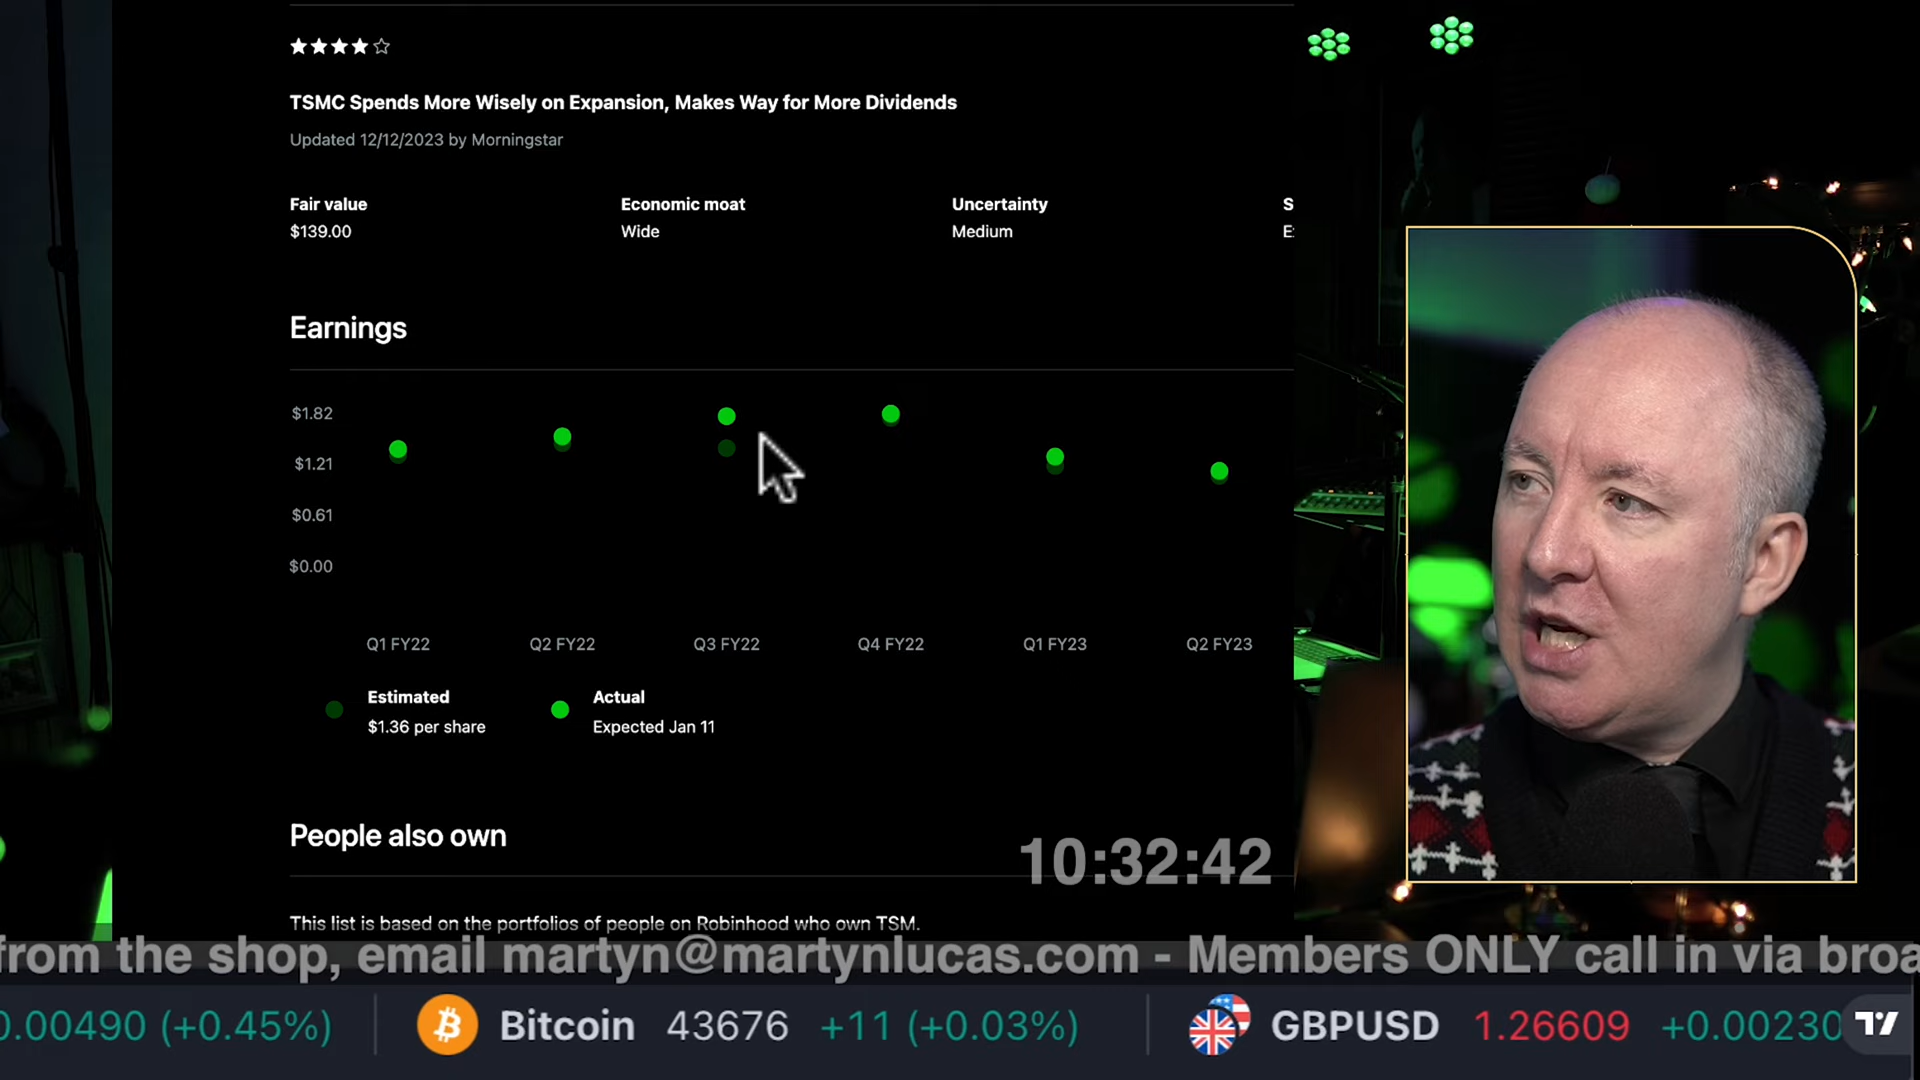 TSMC Spends More Wisely on Expansion, Makes Way for More Dividends
Updated 12/12/2023 by Morningstar
Fair value Economic moat Uncertainty S
$139.00 Wide Medium
Earnings
$1.82
$1.21
$0.61
$0.00
Q1 FY22 Q2 FY22 Q3 FY22 Q4 FY22 Q1 FY23 Q2 FY23
Estimated Actual
$1.36 per share Expected Jan 11
People also own
10:32:42
This list is based on the portfolios of people on Robinhood who own TSM.
from the shop, email martyn@martynlucas.com - Members ONLY call in via broa
0.00490 (+0.45%) Bitcoin 43676 +11 (+0.03%) GBPUSD 1.26609 +0.00230